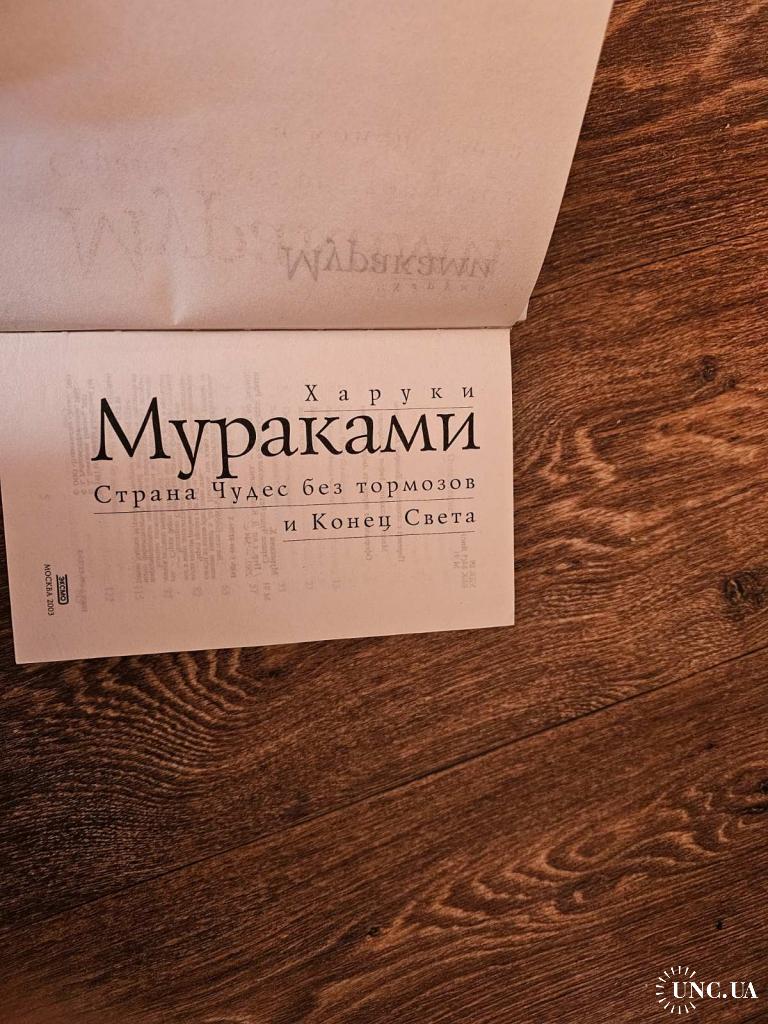 Харуки
Мураками
Страна Чудес без тормозов
и Конец Света
ЭКСМО
МОСКВА 2003
UNC.UA